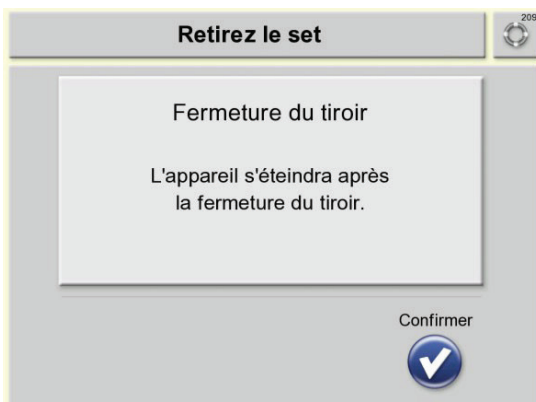 Retirez le set
209
Fermeture du tiroir
L'appareil s'éteindra après
la fermeture du tiroir.
Confirmer